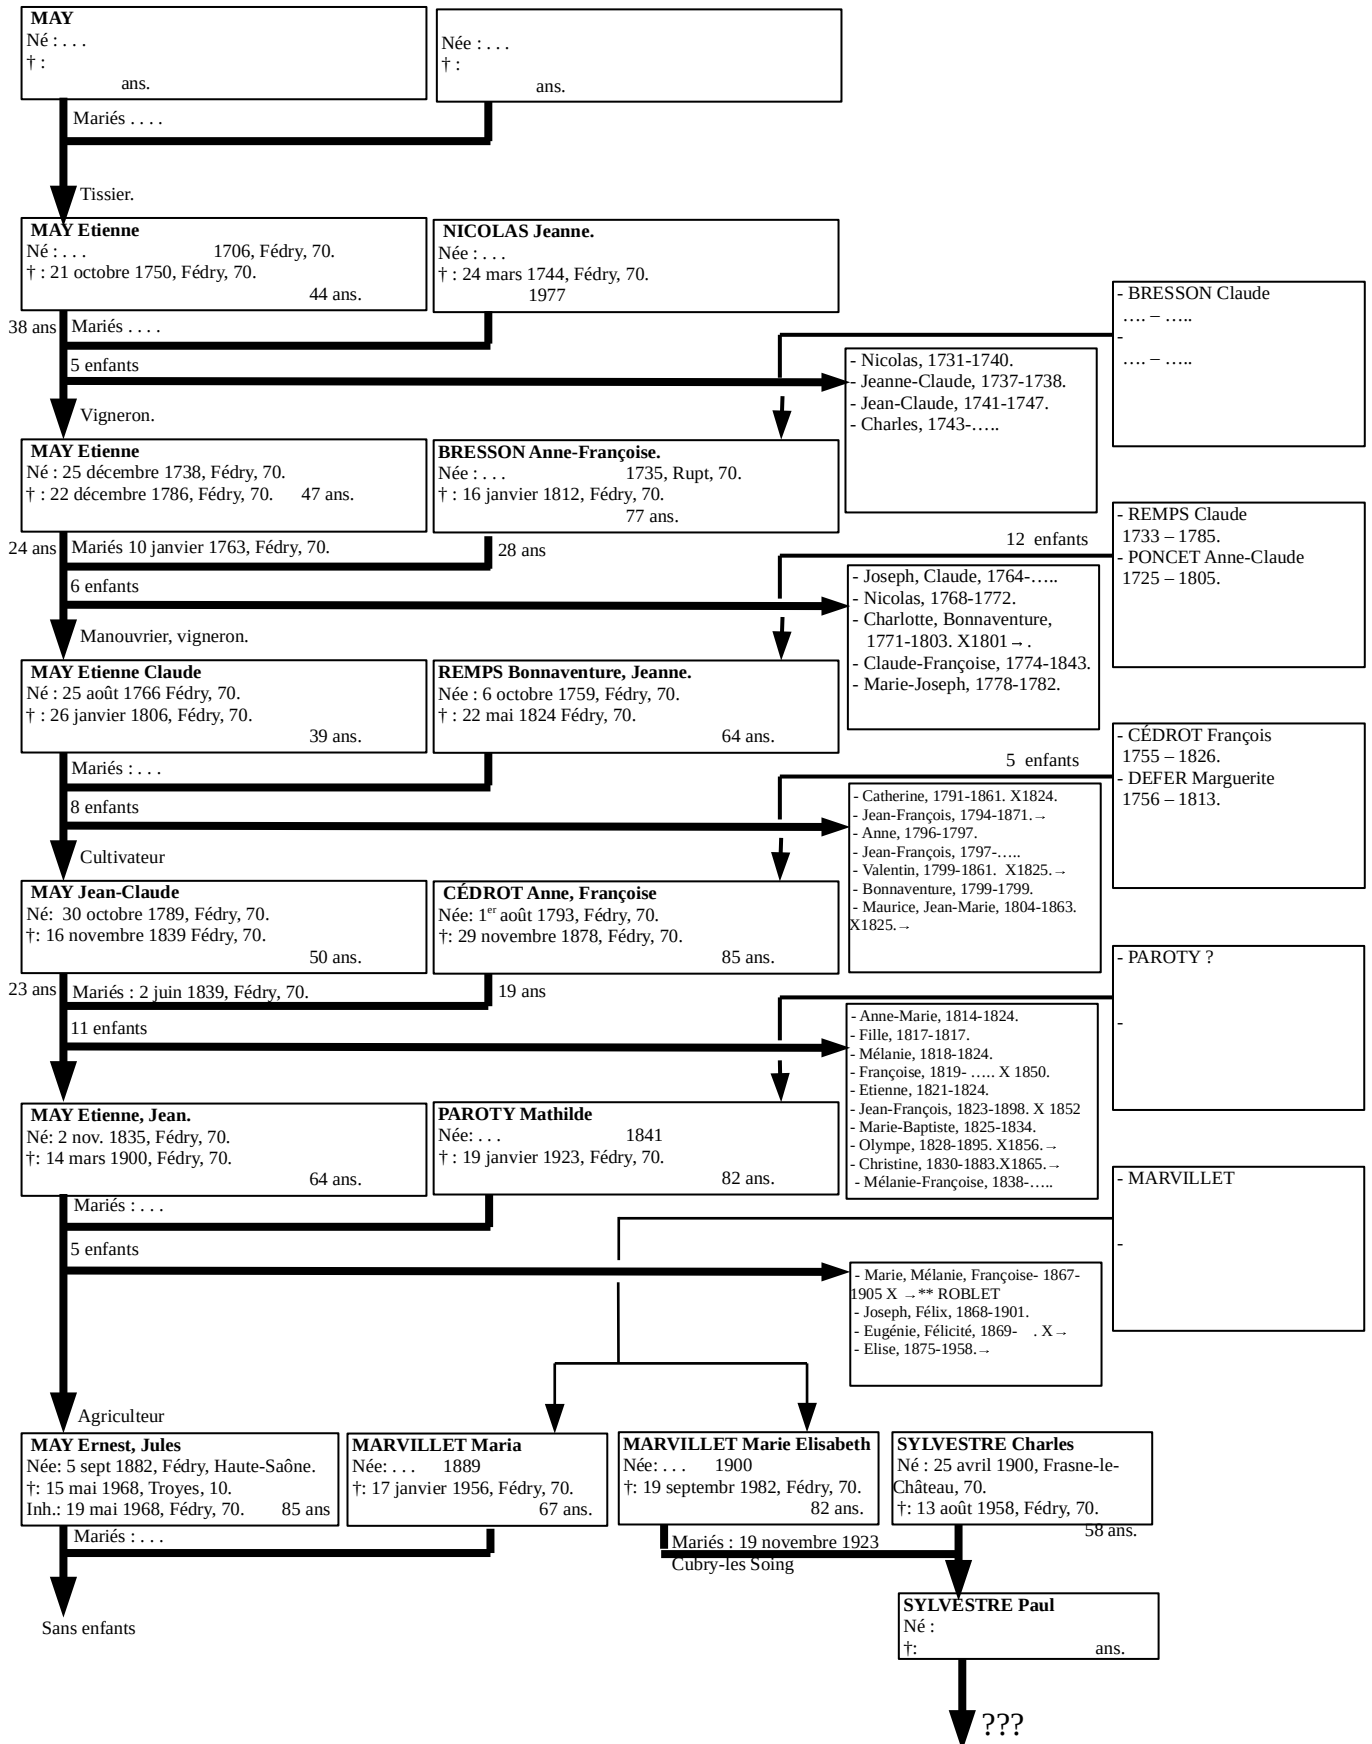 MAY
Né : . . .
† :
ans.
Née : . . .
† :
ans.
Mariés . . . .
Tissier.
MAY Etienne
Né : . . . 1706, Fédry, 70.
† : 21 octobre 1750, Fédry, 70.
44 ans.
NICOLAS Jeanne.
Née : . . .
† : 24 mars 1744, Fédry, 70.
1977
- BRESSON Claude
…. – …..
-
…. – …..
38 ans
Mariés . . . .
5 enfants
- Nicolas, 1731-1740.
- Jeanne-Claude, 1737-1738.
- Jean-Claude, 1741-1747.
- Charles, 1743-…..
Vigneron.
MAY Etienne
Né : 25 décembre 1738, Fédry, 70.
† : 22 décembre 1786, Fédry, 70. 47 ans.
BRESSON Anne-Françoise.
Née : . . . 1735, Rupt, 70.
† : 16 janvier 1812, Fédry, 70.
77 ans.
- REMPS Claude
1733 – 1785.
- PONCET Anne-Claude
1725 – 1805.
24 ans
Mariés 10 janvier 1763, Fédry, 70.
28 ans
12 enfants
6 enfants
- Joseph, Claude, 1764-…..
- Nicolas, 1768-1772.
- Charlotte, Bonnaventure,
1771-1803. X1801→.
- Claude-Françoise, 1774-1843.
- Marie-Joseph, 1778-1782.
Manouvrier, vigneron.
MAY Etienne Claude
Né : 25 août 1766 Fédry, 70.
† : 26 janvier 1806, Fédry, 70.
39 ans.
REMPS Bonnaventure, Jeanne.
Née : 6 octobre 1759, Fédry, 70.
† : 22 mai 1824 Fédry, 70.
64 ans.
- CÉDROT François
1755 – 1826.
- DEFER Marguerite
1756 – 1813.
Mariés : . . .
5 enfants
8 enfants
- Catherine, 1791-1861. X1824.
- Jean-François, 1794-1871.→
- Anne, 1796-1797.
- Jean-François, 1797-…..
- Valentin, 1799-1861. X1825.→
- Bonnaventure, 1799-1799.
- Maurice, Jean-Marie, 1804-1863.
X1825.→
Cultivateur
MAY Jean-Claude
Né: 30 octobre 1789, Fédry, 70.
†: 16 novembre 1839 Fédry, 70.
50 ans.
CÉDROT Anne, Françoise
Née: 1er août 1793, Fédry, 70.
†: 29 novembre 1878, Fédry, 70.
85 ans.
- PAROTY ?
-
23 ans
Mariés : 2 juin 1839, Fédry, 70.
19 ans
11 enfants
- Anne-Marie, 1814-1824.
- Fille, 1817-1817.
- Mélanie, 1818-1824.
- Françoise, 1819- ….. X 1850.
- Etienne, 1821-1824.
- Jean-François, 1823-1898. X 1852
- Marie-Baptiste, 1825-1834.
- Olympe, 1828-1895. X1856.→
- Christine, 1830-1883.X1865.→
- Mélanie-Françoise, 1838-…..
MAY Etienne, Jean.
Né: 2 nov. 1835, Fédry, 70.
†: 14 mars 1900, Fédry, 70.
64 ans.
PAROTY Mathilde
Née: . . . 1841
† : 19 janvier 1923, Fédry, 70.
82 ans.
- MARVILLET
-
Mariés : . . .
5 enfants
- Marie, Mélanie, Françoise- 1867-
1905 X →** ROBLET
- Joseph, Félix, 1868-1901.
- Eugénie, Félicité, 1869- . X→
- Elise, 1875-1958.→
Agriculteur
MAY Ernest, Jules
Née: 5 sept 1882, Fédry, Haute-Saône.
†: 15 mai 1968, Troyes, 10.
Inh.: 19 mai 1968, Fédry, 70. 85 ans
MARVILLET Maria
Née: . . . 1889
†: 17 janvier 1956, Fédry, 70.
67 ans.
MARVILLET Marie Elisabeth
Née: . . . 1900
†: 19 septembr 1982, Fédry, 70.
82 ans.
SYLVESTRE Charles
Né : 25 avril 1900, Frasne-le-
Château, 70.
†: 13 août 1958, Fédry, 70.
58 ans.
Mariés : . . .
Mariés : 19 novembre 1923
Cubry-les Soing
Sans enfants
SYLVESTRE Paul
Né :
†: ans.
???